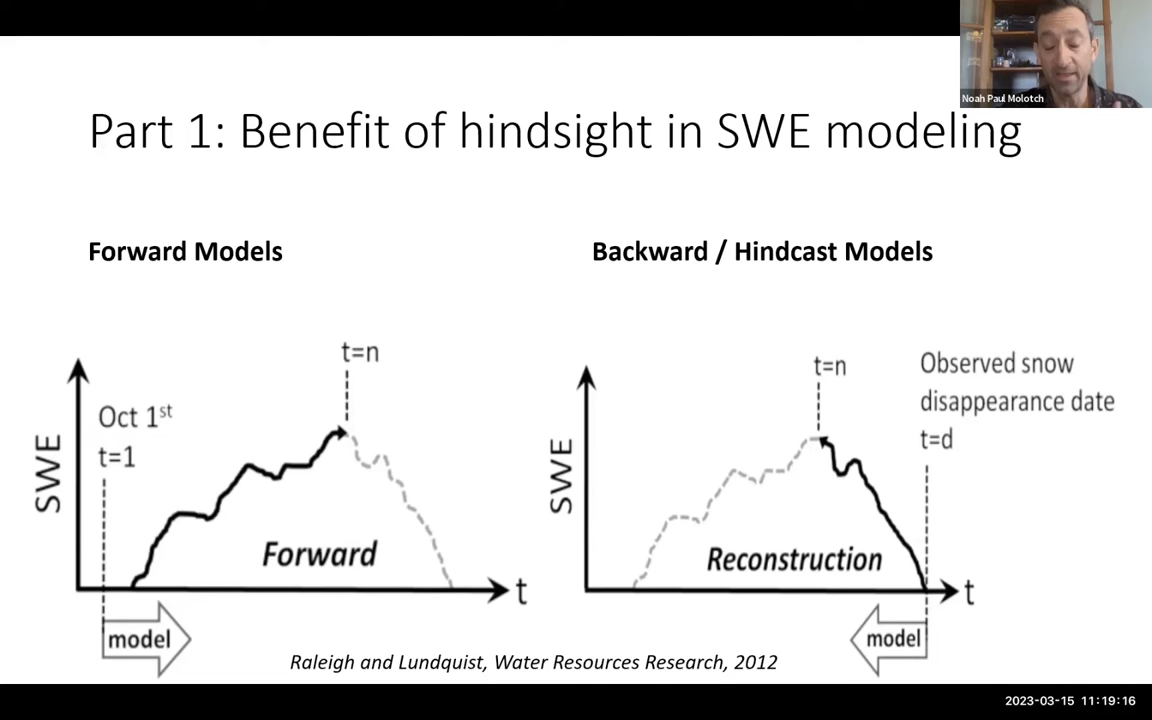 Noah Paul Molotch
Part 1: Benefit of hindsight in SWE modeling
Forward Models
Backward / Hindcast Models
t=n
Oct 1st
t=1
SWE
Forward
t
model
t=n
Observed snow
disappearance date
t=d
SWE
Reconstruction
t
model
Raleigh and Lundquist, Water Resources Research, 2012
2023-03-15 11:19:16